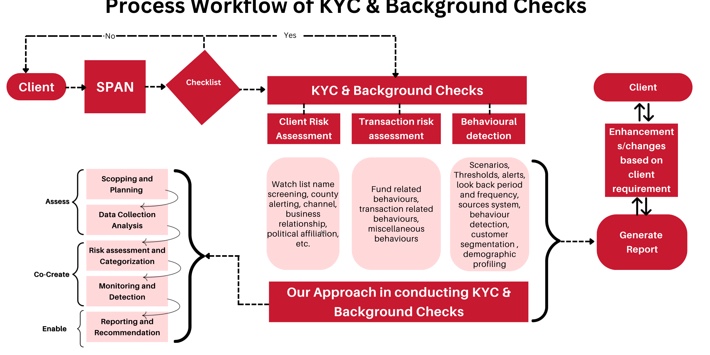 Process Workflow of KYC & Background Checks
No
Yes
Client
SPAN
Checklist
KYC & Background Checks
Client Risk
Assessment
Transaction risk
assessment
Behavioural
detection
Watch list name
screening, county
alerting, channel,
business
relationship,
political affiliation,
etc.
Fund related
behaviours,
transaction related
behaviours,
miscellaneous
behaviours
Scenarios,
Thresholds, alerts,
look back period
and frequency,
sources system,
behaviour
detection,
customer
segmentation ,
demographic
profiling
Client
Enhancement
s/changes
based on
client
requirement
Generate
Report
Our Approach in conducting KYC &
Background Checks
Assess
Scopping and
Planning
Data Collection
Analysis
Co-Create
Risk assessment and
Categorization
Monitoring and
Detection
Enable
Reporting and
Recommendation